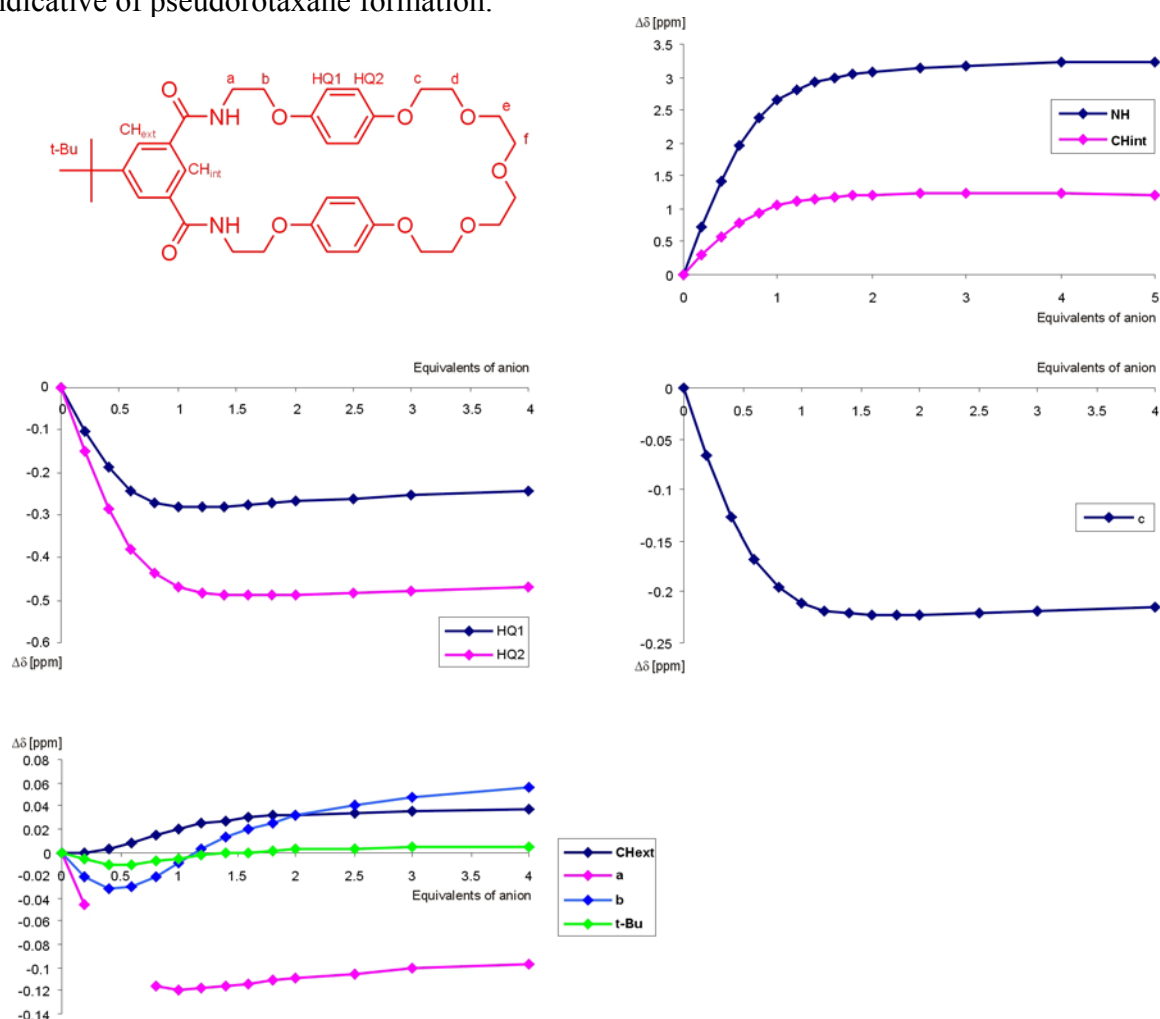 ndicative of pseudorotaxane formation.
a
b
HQ1
HQ2
c
d
e
f
O
NH
O
O
O
O
O
CH_ext
t-Bu
CH_int
O
NH
O
O
O
Δδ [ppm]
3.5
3
2.5
2
1.5
1
0.5
0
0 1 2 3 4 5
Equivalents of anion
NH
CHint
Equivalents of anion
0
0 0.5 1 1.5 2 2.5 3 3.5 4
-0.1
-0.2
-0.3
-0.4
-0.5
-0.6
Δδ [ppm]
HQ1
HQ2
Equivalents of anion
0
0 0.5 1 1.5 2 2.5 3 3.5 4
-0.05
-0.1
-0.15
-0.2
-0.25
Δδ [ppm]
c
Δδ [ppm]
0.08
0.06
0.04
0.02
0
0 0.5 1 1.5 2 2.5 3 3.5 4
-0.02
Equivalents of anion
-0.04
-0.06
-0.08
-0.1
-0.12
-0.14
CHext
a
b
t-Bu